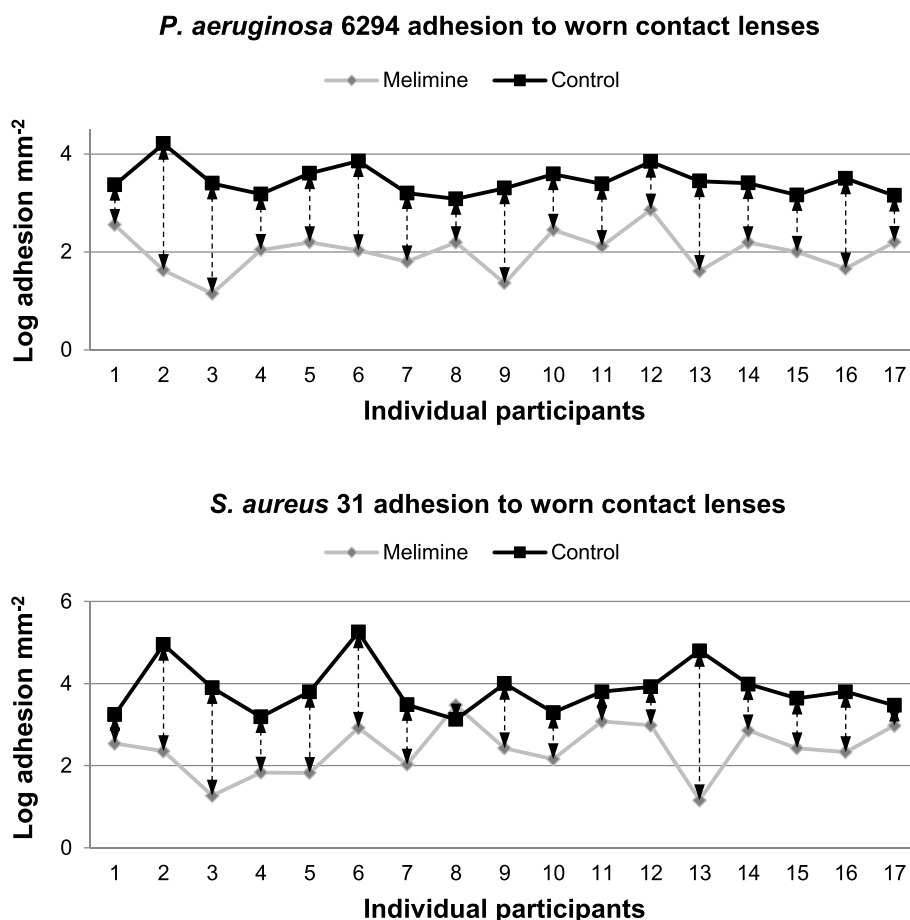 P. aeruginosa 6294 adhesion to worn contact lenses
Melimine Control
Log adhesion mm-2
4
2
0
1 2 3 4 5 6 7 8 9 10 11 12 13 14 15 16 17
Individual participants
S. aureus 31 adhesion to worn contact lenses
Melimine Control
Log adhesion mm-2
6
4
2
0
1 2 3 4 5 6 7 8 9 10 11 12 13 14 15 16 17
Individual participants